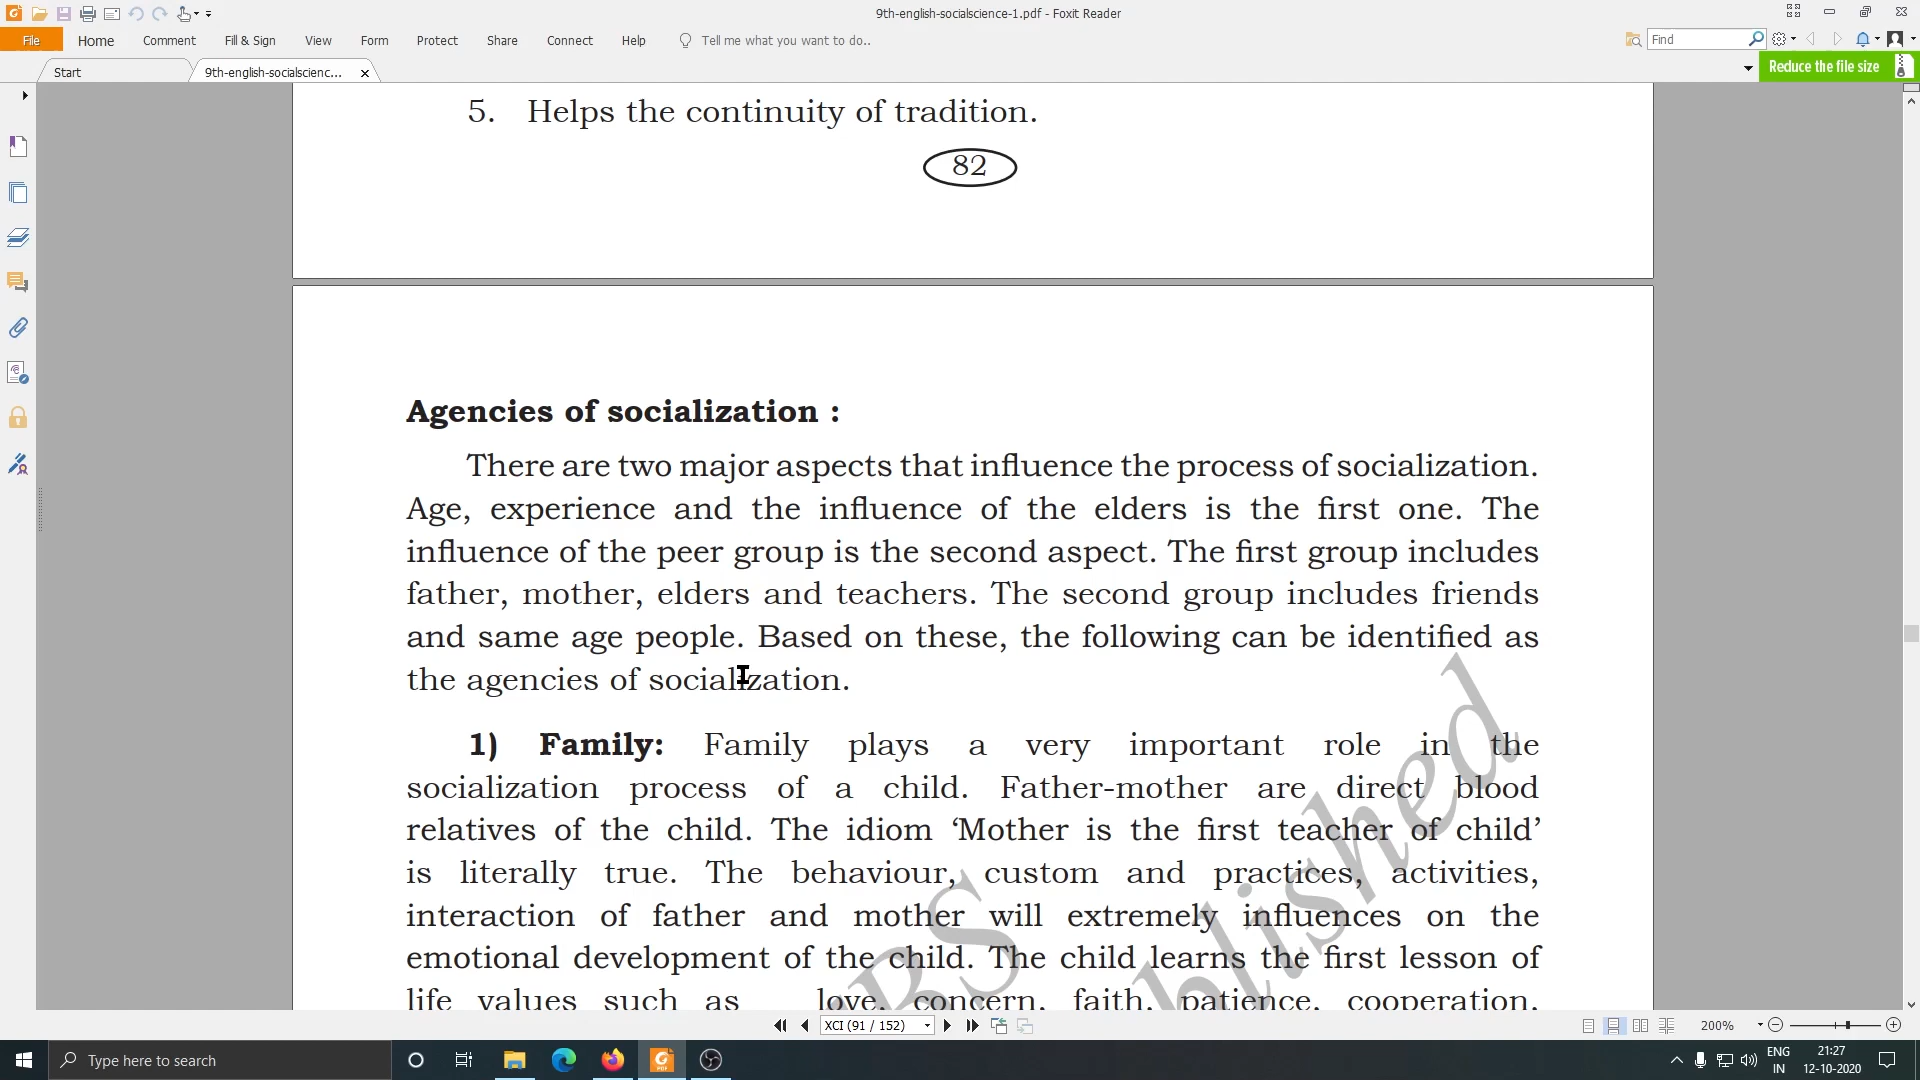 9th-english-socialscience-1.pdf - Foxit Reader
File Home Comment Fill & Sign View Form Protect Share Connect Help Tell me what you want to do.. Find
Start 9th-english-socialscienc... Reduce the file size
5. Helps the continuity of tradition.
82
Agencies of socialization :
There are two major aspects that influence the process of socialization.
Age, experience and the influence of the elders is the first one. The
influence of the peer group is the second aspect. The first group includes
father, mother, elders and teachers. The second group includes friends
and same age people. Based on these, the following can be identified as
the agencies of socialization.
1) Family: Family plays a very important role in the
socialization process of a child. Father-mother are direct blood
relatives of the child. The idiom ‘Mother is the first teacher of child’
is literally true. The behaviour, custom and practices, activities,
interaction of father and mother will extremely influences on the
emotional development of the child. The child learns the first lesson of
life values such as love, concern, faith, patience, cooperation,
XCI (91 / 152) 200%
Type here to search ENG 21:27
IN 12-10-2020